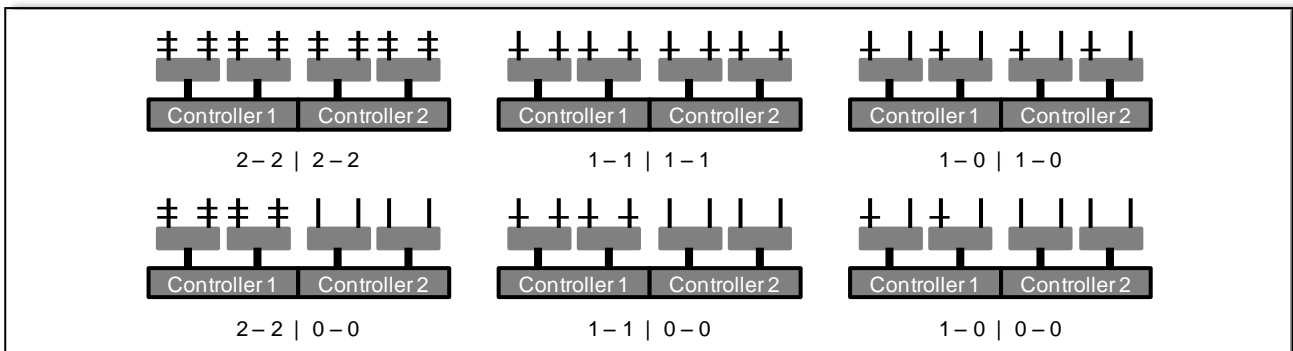 Controller 1 Controller 2 Controller 1 Controller 2 Controller 1 Controller 2
2 – 2 | 2 – 2 1 – 1 | 1 – 1 1 – 0 | 1 – 0
Controller 1 Controller 2 Controller 1 Controller 2 Controller 1 Controller 2
2 – 2 | 0 – 0 1 – 1 | 0 – 0 1 – 0 | 0 – 0